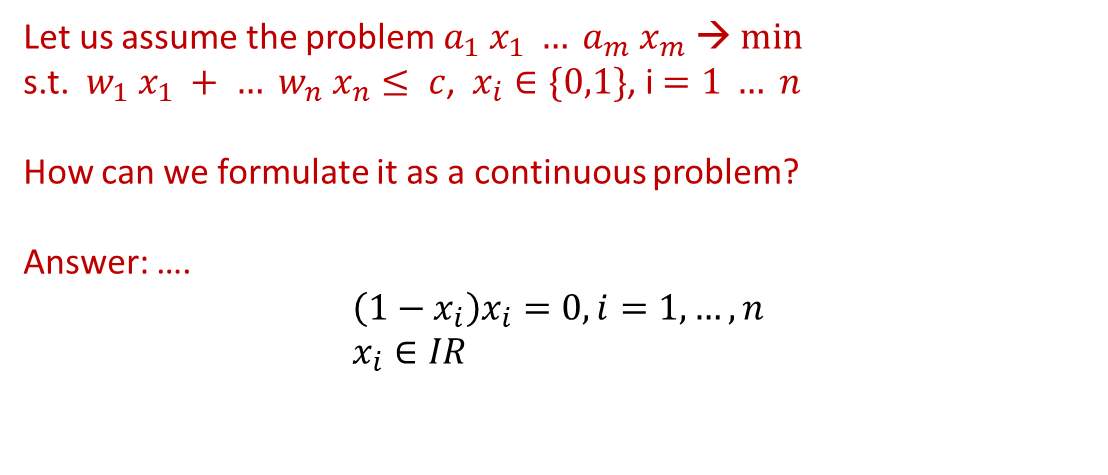 Let us assume the problem a₁ x₁ … aₘ xₘ → min
s.t. w₁ x₁ + … wₙ xₙ ≤ c, xᵢ ∈ {0,1}, i = 1 … n
How can we formulate it as a continuous problem?
Answer: ....
(1 − xᵢ)xᵢ = 0, i = 1, … , n
xᵢ ∈ IR